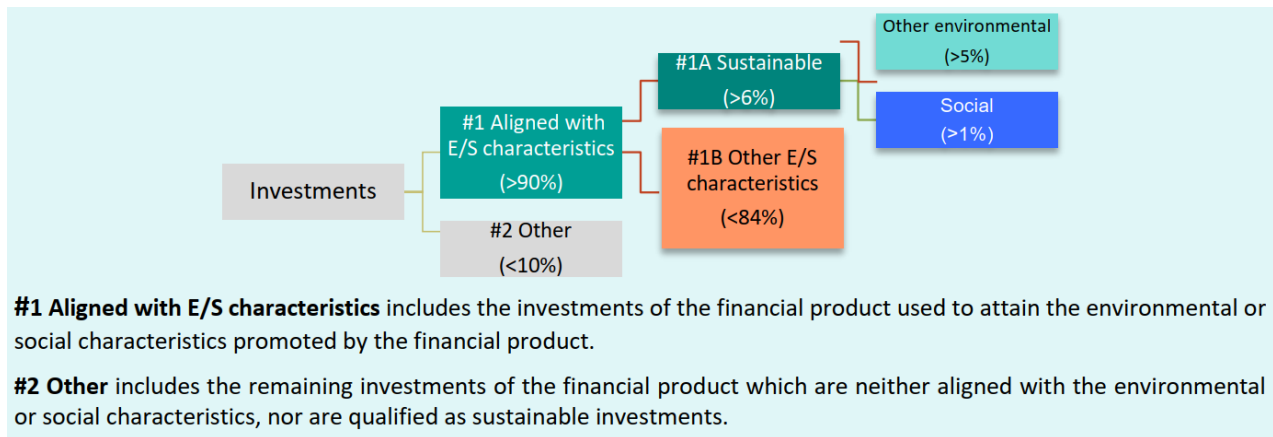 Other environmental
(>5%)
#1A Sustainable
(>6%)
Social
(>1%)
#1 Aligned with
E/S characteristics
(>90%)
#1B Other E/S
characteristics
(<84%)
Investments
#2 Other
(<10%)
#1 Aligned with E/S characteristics includes the investments of the financial product used to attain the environmental or
social characteristics promoted by the financial product.
#2 Other includes the remaining investments of the financial product which are neither aligned with the environmental
or social characteristics, nor are qualified as sustainable investments.